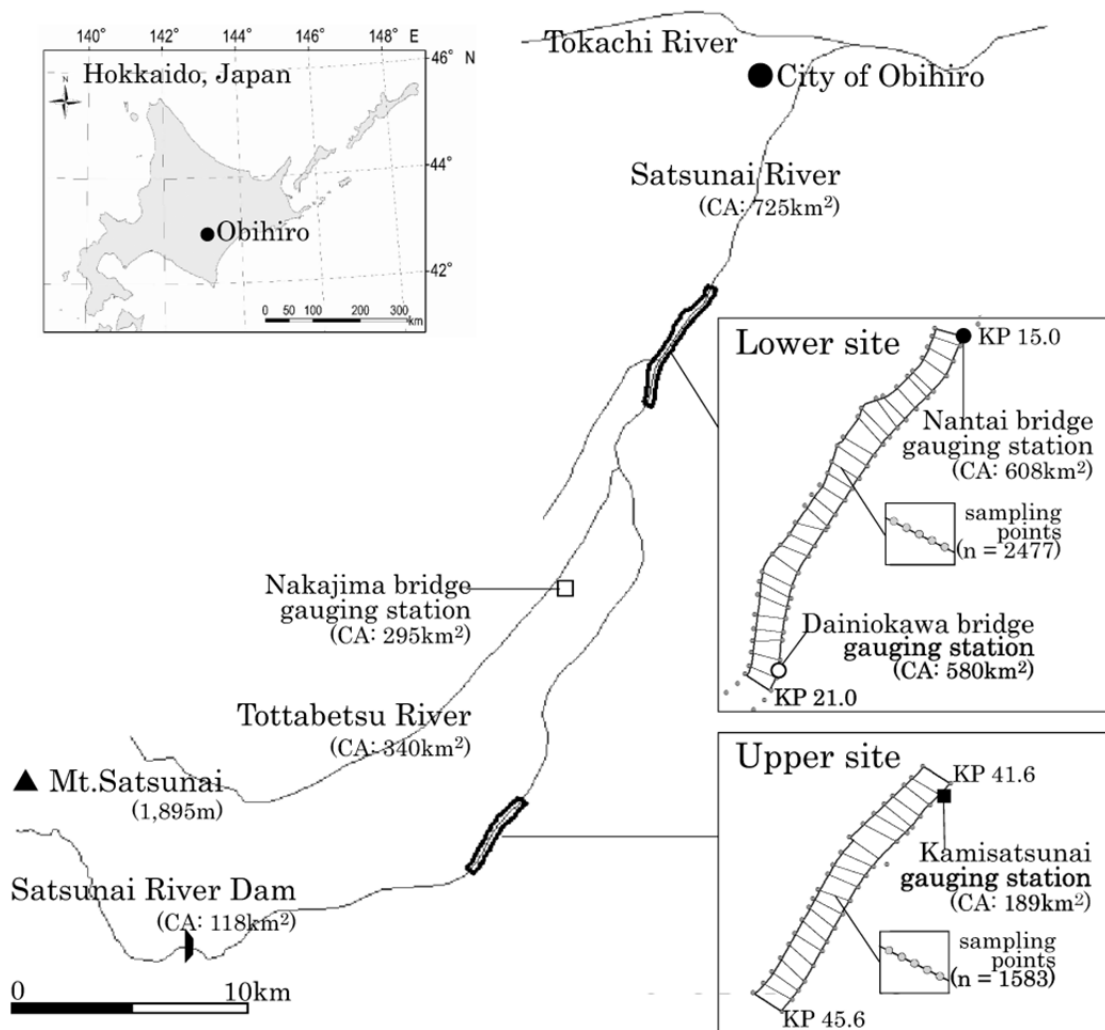 140°
142°
144°
146°
148° E
46° N
Hokkaido, Japan
N
44°
Obihiro
42°
0 50 100 200 300
km
Tokachi River
City of Obihiro
Satsunai River
(CA: 725km²)
Lower site
KP 15.0
Nantai bridge
gauging station
(CA: 608km²)
sampling
points
(n = 2477)
Dainiokawa bridge
gauging station
(CA: 580km²)
KP 21.0
Nakajima bridge
gauging station
(CA: 295km²)
Tottabetsu River
(CA: 340km²)
Mt.Satsunai
(1,895m)
Satsunai River Dam
(CA: 118km²)
0 10km
Upper site
KP 41.6
Kamisatsunai
gauging station
(CA: 189km²)
sampling
points
(n = 1583)
KP 45.6